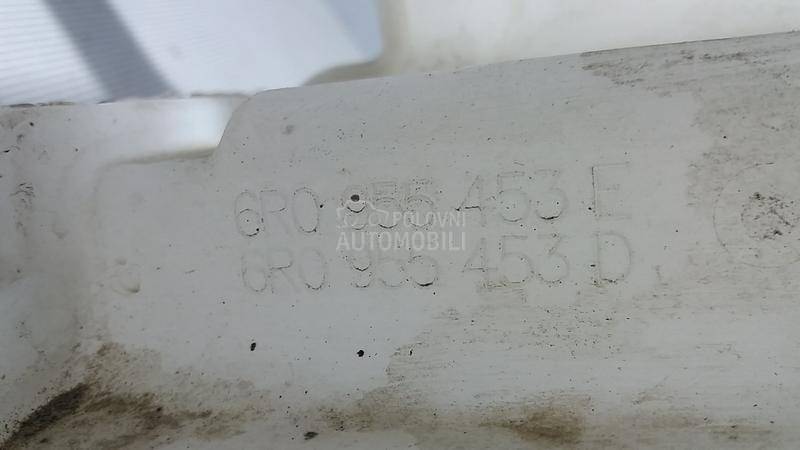 6R0 955 453 E
POLOVNI
AUTOMOBILI
6R0 955 453 D